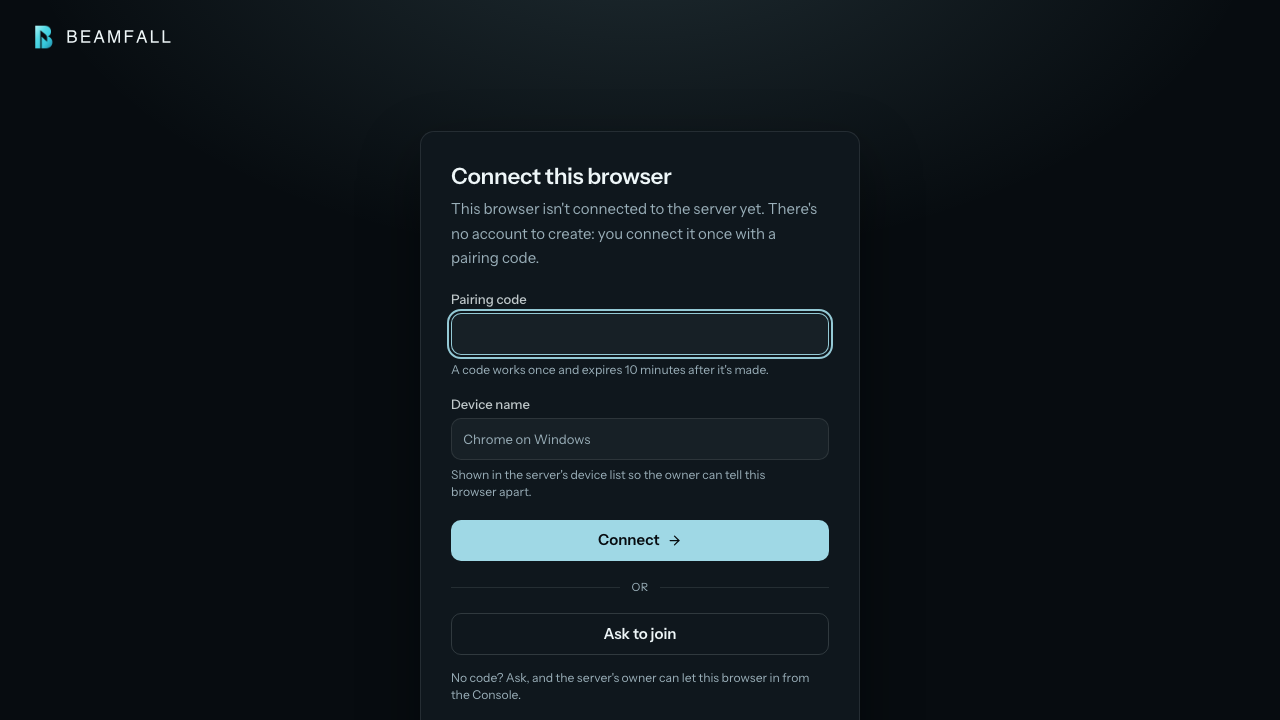 BEAMFALL
Connect this browser
This browser isn't connected to the server yet. There's
no account to create: you connect it once with a
pairing code.
Pairing code
A code works once and expires 10 minutes after it's made.
Device name
Chrome on Windows
Shown in the server's device list so the owner can tell this
browser apart.
Connect →
OR
Ask to join
No code? Ask, and the server's owner can let this browser in from
the Console.